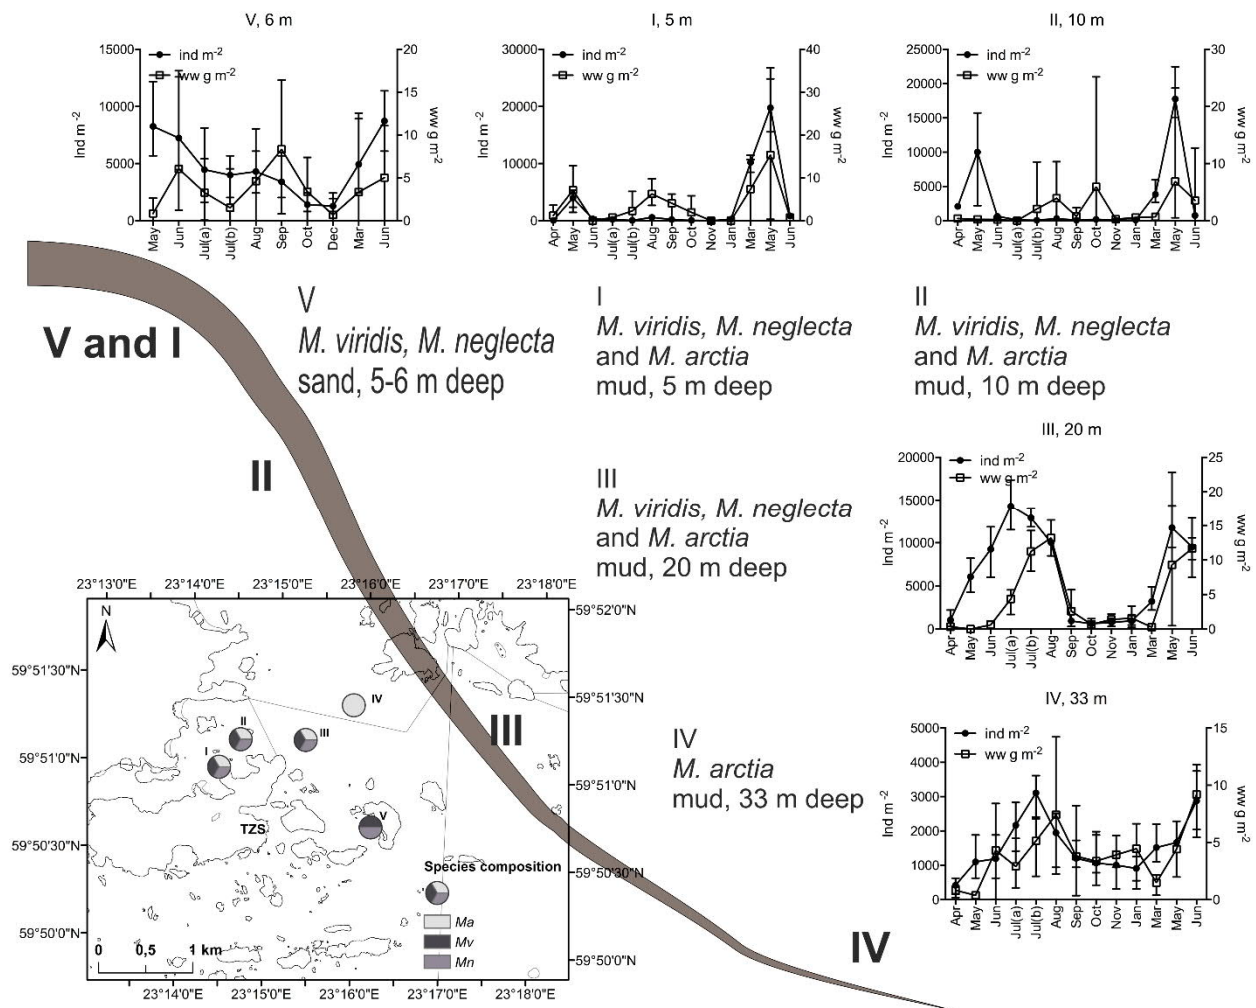 V, 6 m
15000
10000
5000
0
Ind m-2
ind m-2
ww g m-2
20
15
10
5
0
ww g m-2
May
Jun
Jul(a)
Jul(b)
Aug
Sep
Oct
Dec
Mar
Jun
I, 5 m
30000
20000
10000
0
Ind m-2
ind m-2
ww g m-2
40
30
20
10
0
ww g m-2
Apr
May
Jun
Jul(a)
Jul(b)
Aug
Sep
Oct
Nov
Jan
Mar
May
Jun
II, 10 m
25000
20000
15000
10000
5000
0
Ind m-2
ind m-2
ww g m-2
30
20
10
0
ww g m-2
Apr
May
Jun
Jul(a)
Jul(b)
Aug
Sep
Oct
Nov
Jan
Mar
May
Jun
V and I
V
M. viridis, M. neglecta
sand, 5-6 m deep
I
M. viridis, M. neglecta
and M. arctia
mud, 5 m deep
II
M. viridis, M. neglecta
and M. arctia
mud, 10 m deep
II
III
M. viridis, M. neglecta
and M. arctia
mud, 20 m deep
III, 20 m
20000
15000
10000
5000
0
Ind m-2
ind m-2
ww g m-2
25
20
15
10
5
0
ww g m-2
Apr
May
Jun
Jul(a)
Jul(b)
Aug
Sep
Oct
Nov
Jan
Mar
May
Jun
III
IV
M. arctia
mud, 33 m deep
IV, 33 m
5000
4000
3000
2000
1000
0
Ind m-2
ind m-2
ww g m-2
15
10
5
0
ww g m-2
Apr
May
Jun
Jul(a)
Jul(b)
Aug
Sep
Oct
Nov
Jan
Mar
May
Jun
IV
23°13'0"E 23°14'0"E 23°15'0"E 23°16'0"E 23°17'0"E 23°18'0"E
N
59°52'0"N
59°51'30"N
59°51'30"N
59°51'0"N
59°51'0"N
59°50'30"N
59°50'30"N
59°50'0"N
59°50'0"N
IV
II
III
I
V
TZS
Species composition
Ma
Mv
Mn
0 0,5 1 km
23°14'0"E 23°15'0"E 23°16'0"E 23°17'0"E 23°18'0"E